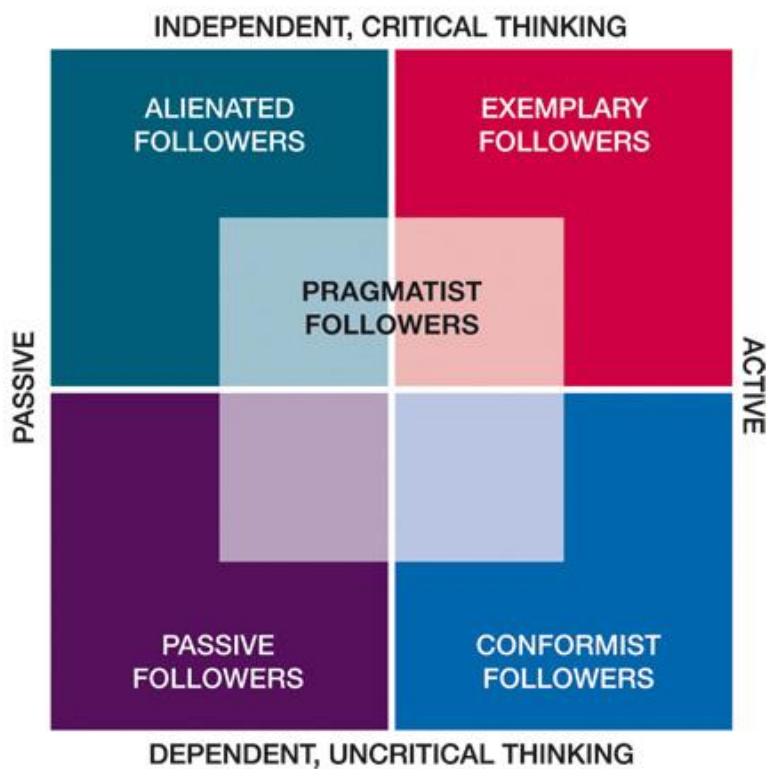 INDEPENDENT, CRITICAL THINKING
ALIENATED
FOLLOWERS
EXEMPLARY
FOLLOWERS
PRAGMATIST
FOLLOWERS
PASSIVE
ACTIVE
PASSIVE
FOLLOWERS
CONFORMIST
FOLLOWERS
DEPENDENT, UNCRITICAL THINKING